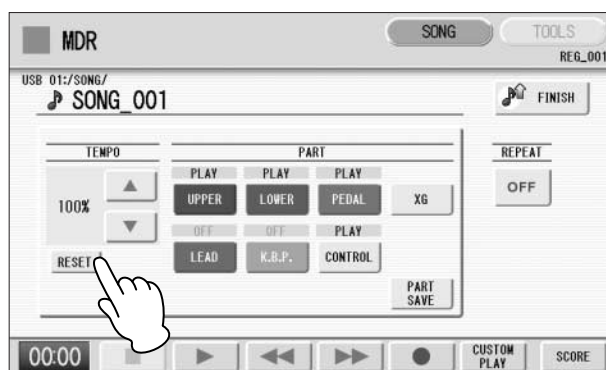 MDR
SONG
TOOLS
REG_001
USB 01:/SONG/
SONG_001
FINISH
TEMPO
PART
REPEAT
PLAY PLAY PLAY
100%
UPPER LOWER PEDAL XG
OFF
OFF OFF PLAY
RESET
LEAD K.B.P. CONTROL
PART
SAVE
00:00
CUSTOM
PLAY
SCORE